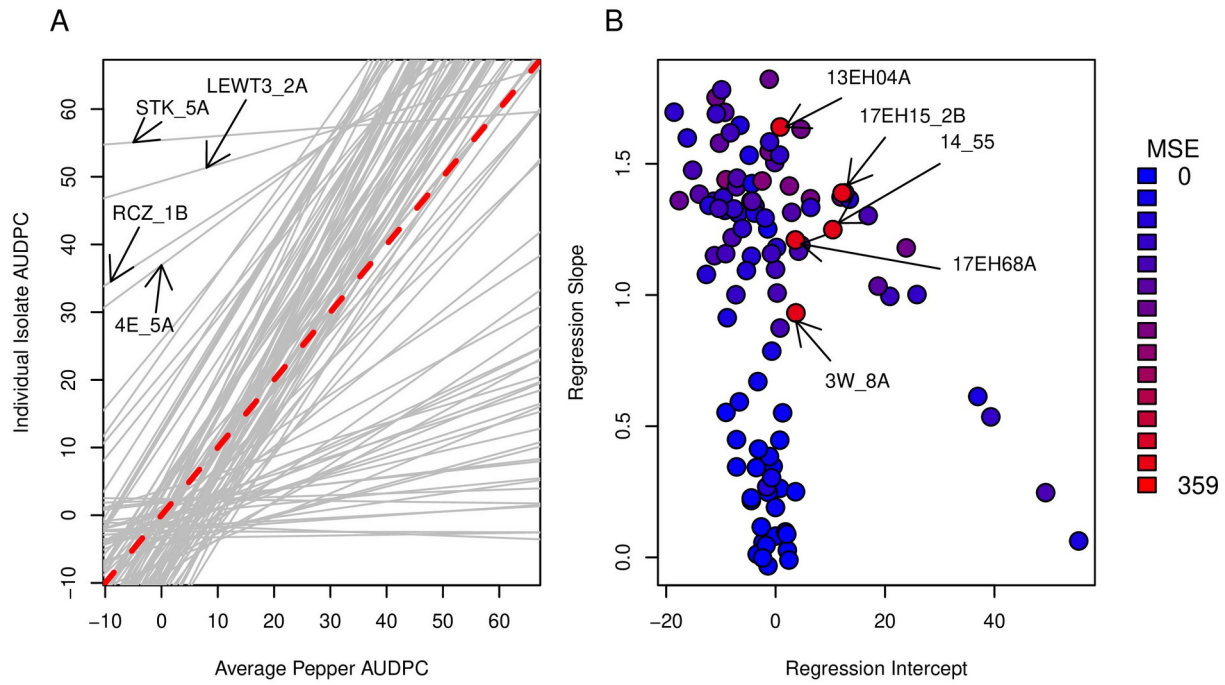 A
LEWT3_2A
STK_5A
RCZ_1B
4E_5A
Individual Isolate AUDPC
−10
0
10
20
30
40
50
60
−10
0
10
20
30
40
50
60
Average Pepper AUDPC
B
13EH04A
17EH15_2B
14_55
17EH68A
3W_8A
Regression Slope
0.0
0.5
1.0
1.5
−20
0
20
40
Regression Intercept
MSE
0
359